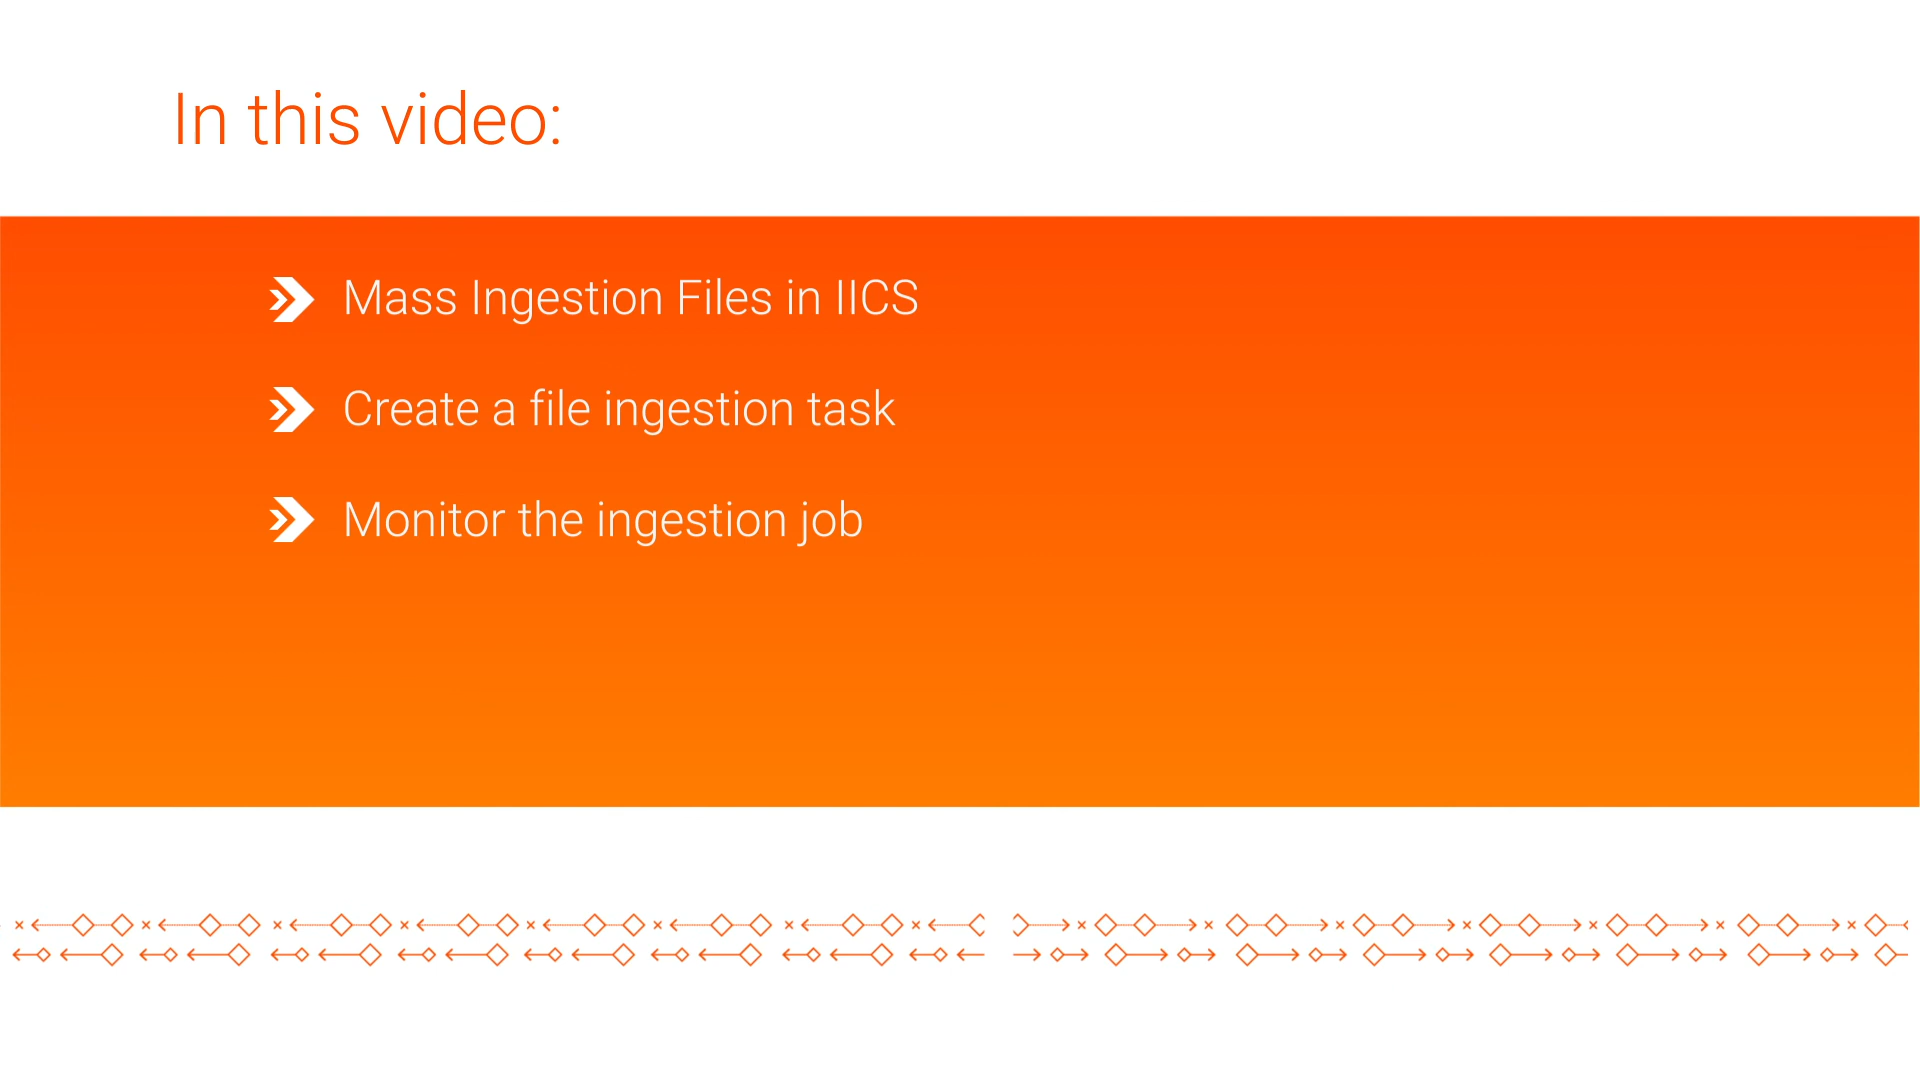 In this video:
Mass Ingestion Files in IICS
Create a file ingestion task
Monitor the ingestion job